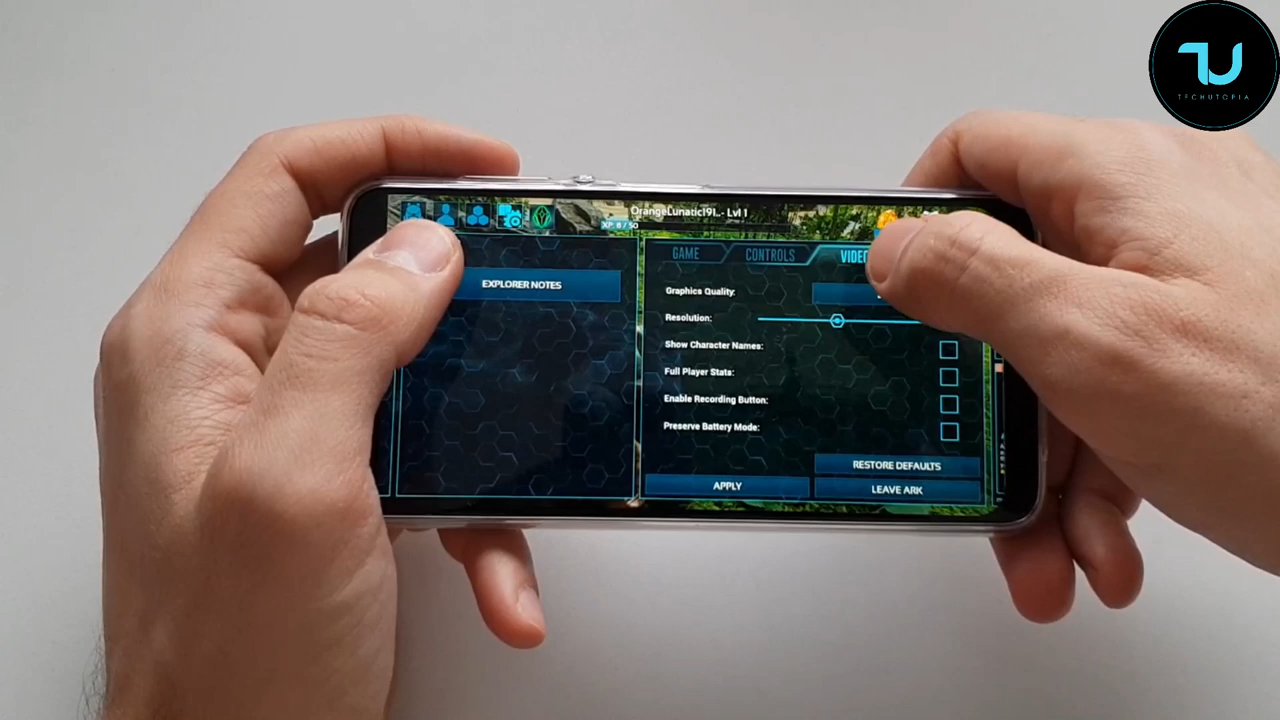 TU
TECHUTOPIA
OrangeLunatic191..- Lvl 1
XP: 6 / 50
EXPLORER NOTES
GAME
CONTROLS
Graphics Quality:
Resolution:
Show Character Names:
Full Player Stats:
Enable Recording Button:
Preserve Battery Mode:
RESTORE DEFAULTS
APPLY
LEAVE ARK